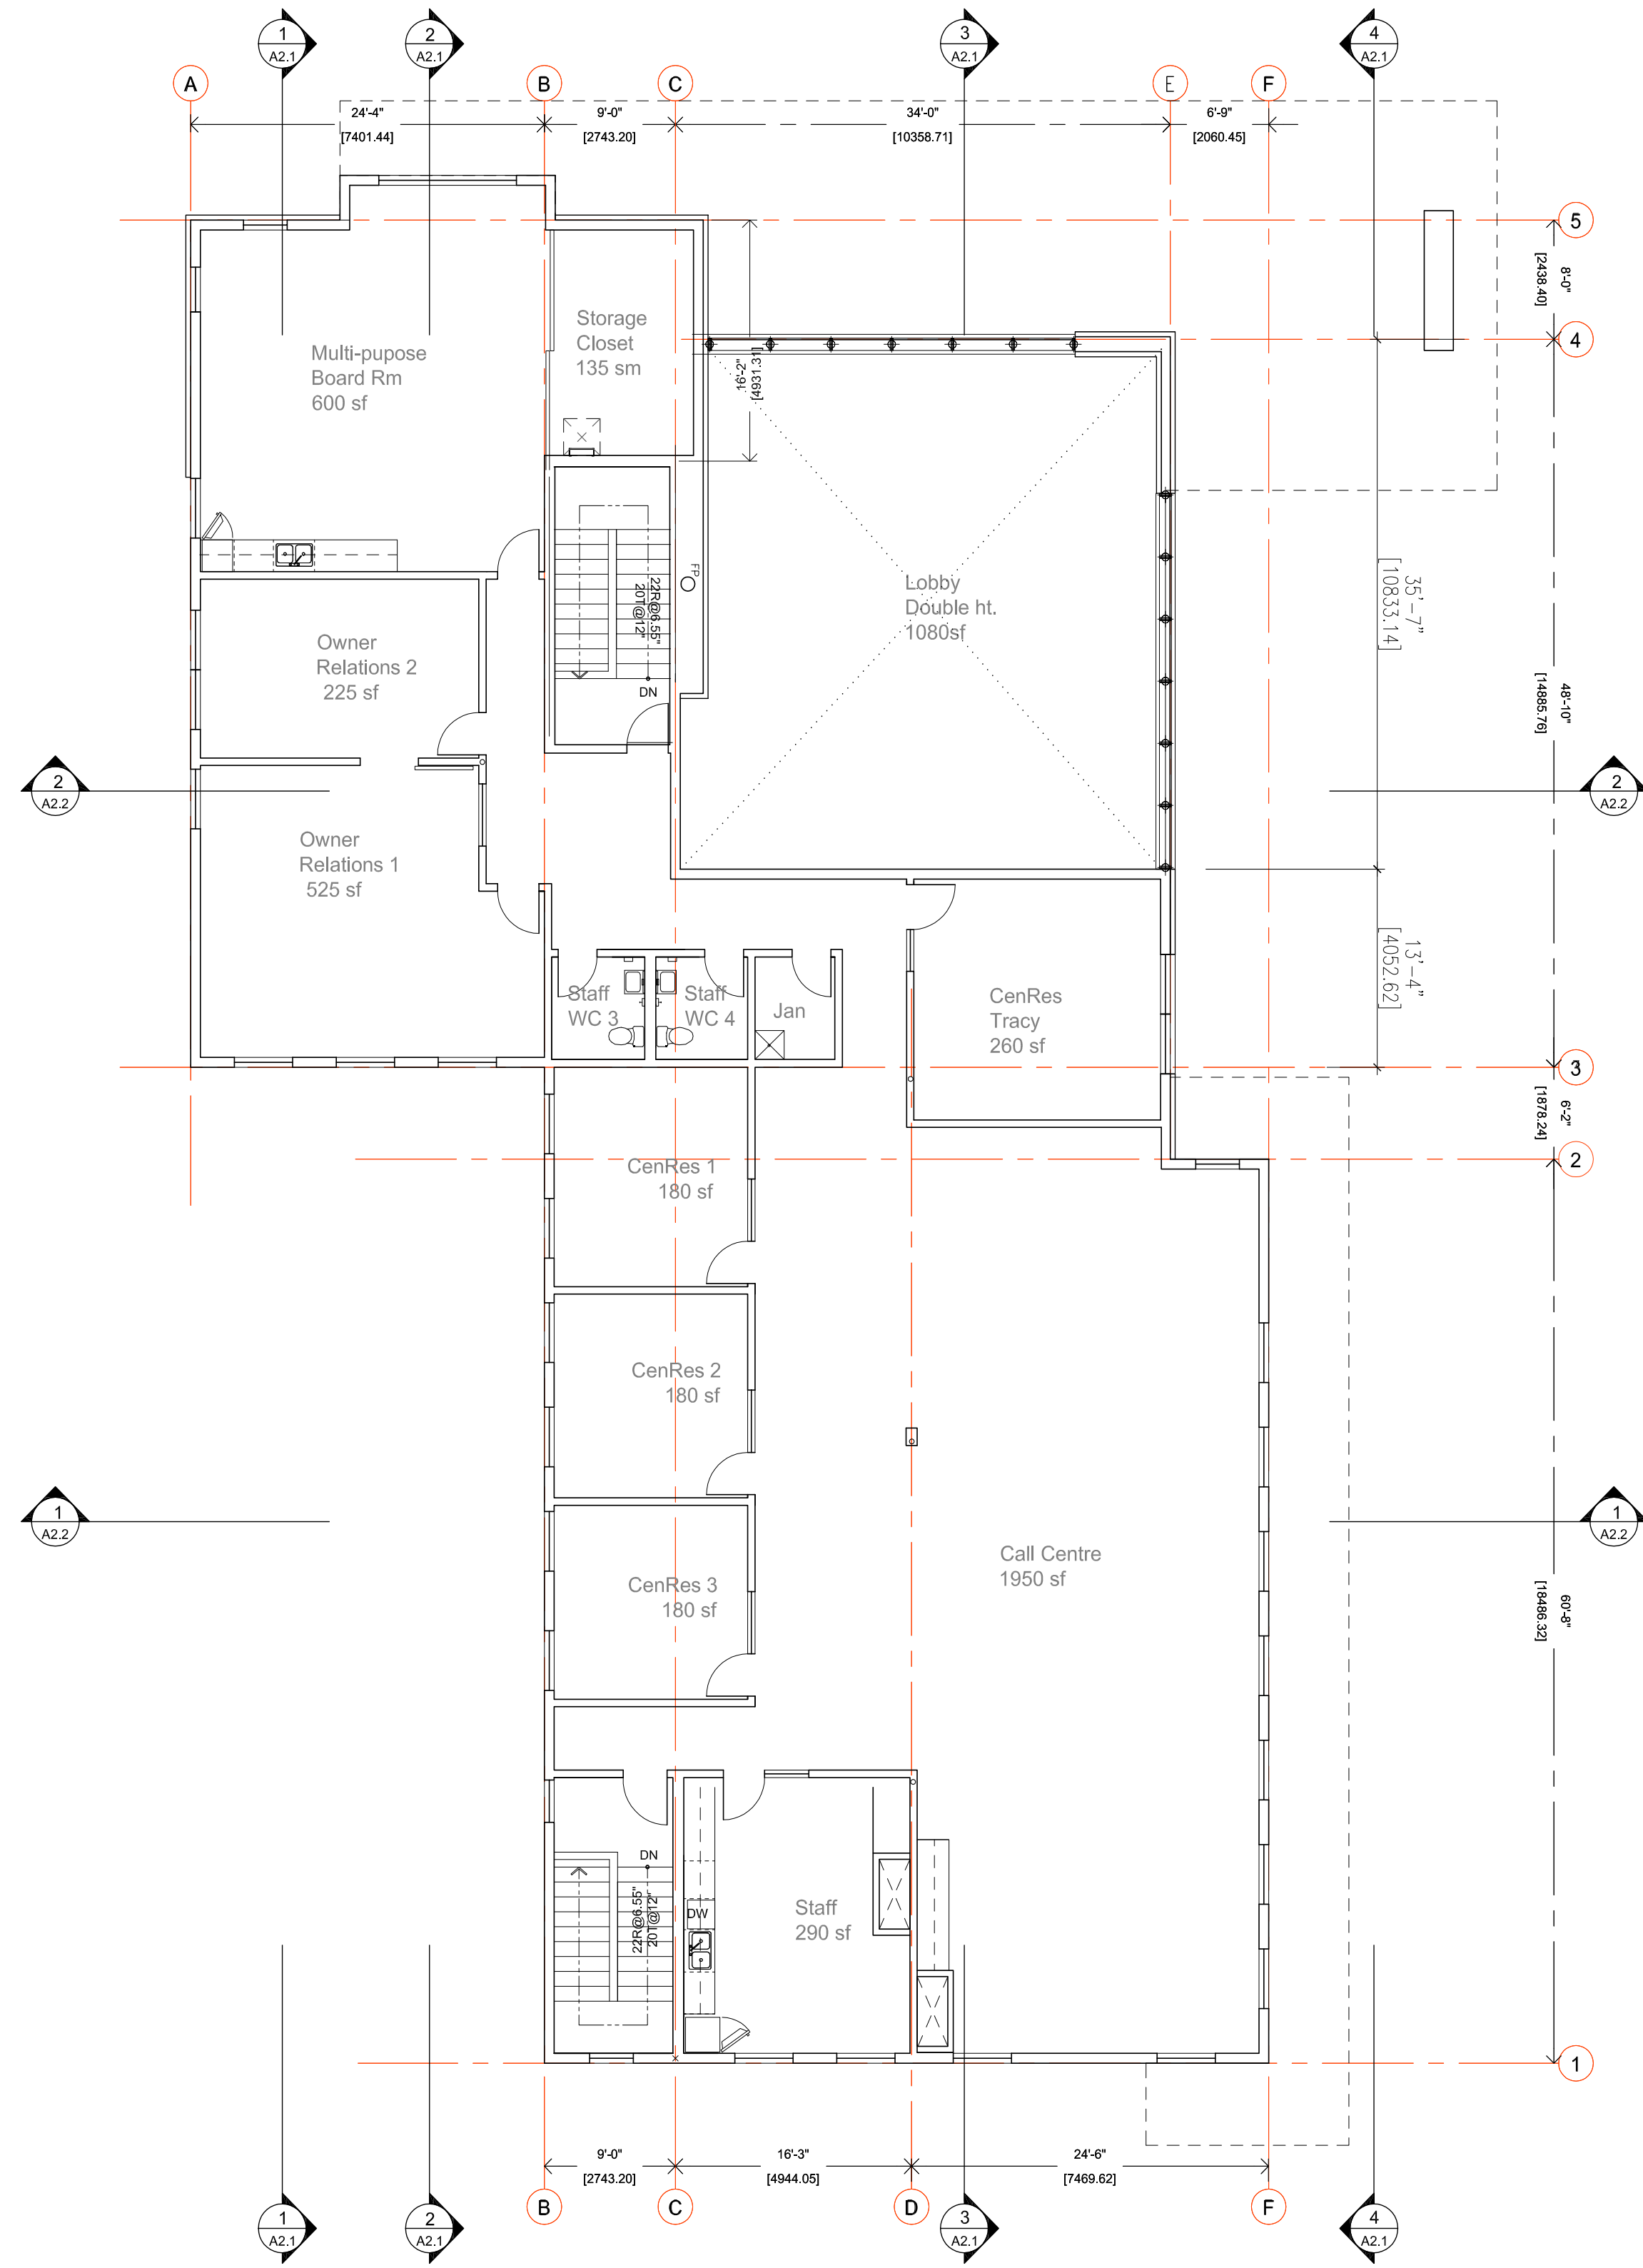 1
A2.1
2
A2.1
3
A2.1
4
A2.1
A
B
C
E
F
24'-4"
[7401.44]
9'-0"
[2743.20]
34'-0"
[10358.71]
6'-9"
[2060.45]
5
8'-0"
[2438.40]
4
Storage
Closet
135 sm
Multi-pupose
Board Rm
600 sf
16'-2"
[4931.31]
FP
22R@6.55"
20T@12"
DN
Lobby
Double ht.
1080sf
35'-7"
[10833.14]
48'-10"
[14885.76]
Owner
Relations 2
225 sf
2
A2.2
2
A2.2
Owner
Relations 1
525 sf
13'-4"
[4052.62]
Staff
WC 3
Staff
WC 4
Jan
CenRes
Tracy
260 sf
3
6'-2"
[1878.24]
2
CenRes 1
180 sf
CenRes 2
180 sf
1
A2.2
1
A2.2
CenRes 3
180 sf
Call Centre
1950 sf
60'-8"
[18486.32]
DN
22R@6.55"
20T@12"
DW
Staff
290 sf
1
9'-0"
[2743.20]
16'-3"
[4944.05]
24'-6"
[7469.62]
B
C
D
F
1
A2.1
2
A2.1
3
A2.1
4
A2.1